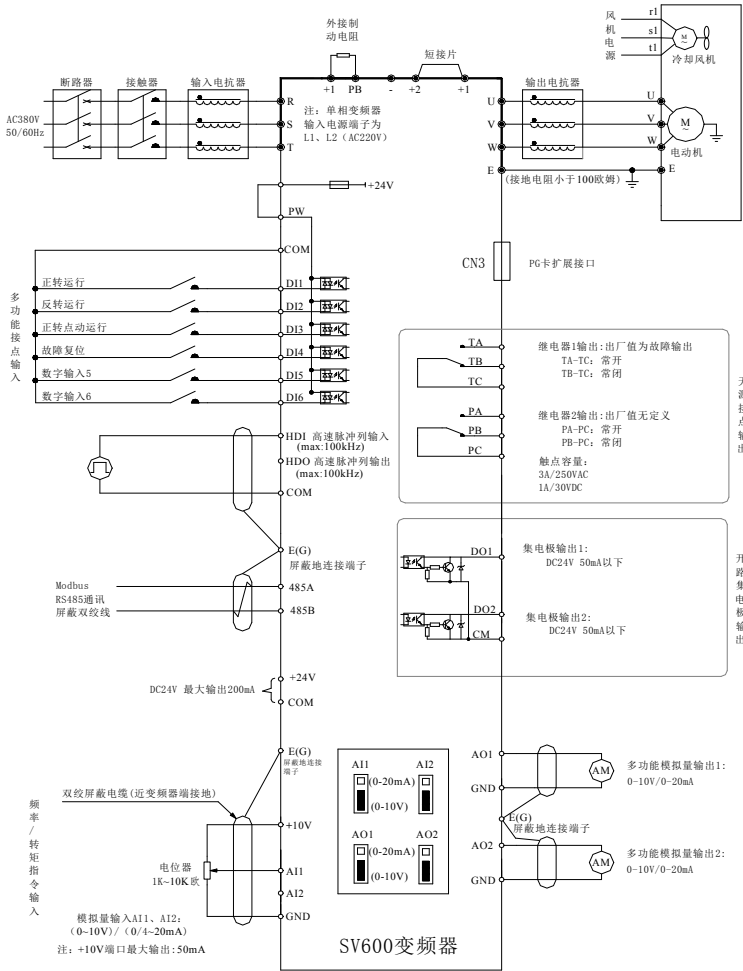 外接制
动电阻
短接片
+1 PB - +2 +1
断路器
接触器
输入电抗器
AC380V
50/60Hz
R
S
T
注: 单相变频器
输入电源端子为
L1、L2（AC220V）
输出电抗器
U
V
W
E
(接地电阻小于100欧姆)
风
机
电
源
r1
s1
t1
M
~
冷却风机
U
V
W
M
~
电动机
E
+24V
PW
COM
多
功
能
接
点
输
入
正转运行
DI1
反转运行
DI2
正转点动运行
DI3
故障复位
DI4
数字输入5
DI5
数字输入6
DI6
CN3
PG卡扩展接口
TA
TB
TC
继电器1输出:出厂值为故障输出
TA-TC: 常开
TB-TC: 常闭
PA
PB
PC
继电器2输出:出厂值无定义
PA-PC: 常开
PB-PC: 常闭
触点容量:
3A/250VAC
1A/30VDC
源
接
点
输
出
HDI 高速脉冲列输入
(max:100kHz)
HDO 高速脉冲列输出
(max:100kHz)
COM
E(G)
屏蔽地连接端子
Modbus
RS485通讯
屏蔽双绞线
485A
485B
DO1
集电极输出1:
DC24V 50mA以下
DO2
CM
集电极输出2:
DC24V 50mA以下
开
路
集
电
极
输
出
DC24V 最大输出200mA
+24V
COM
E(G)
屏蔽地连接
端子
双绞屏蔽电缆(近变频器端接地)
频
率
/
转
矩
指
令
输
入
+10V
电位器
1K~10K欧
AI1
AI2
GND
模拟量输入AI1、AI2:
（0~10V）/（0/4~20mA）
注: +10V端口最大输出:50mA
AI1 AI2
(0-20mA)
(0-10V)
AO1 AO2
(0-20mA)
(0-10V)
AO1
GND
AM
多功能模拟量输出1:
0-10V/0-20mA
E(G)
屏蔽地连接端子
AO2
GND
AM
多功能模拟量输出2:
0-10V/0-20mA
SV600变频器